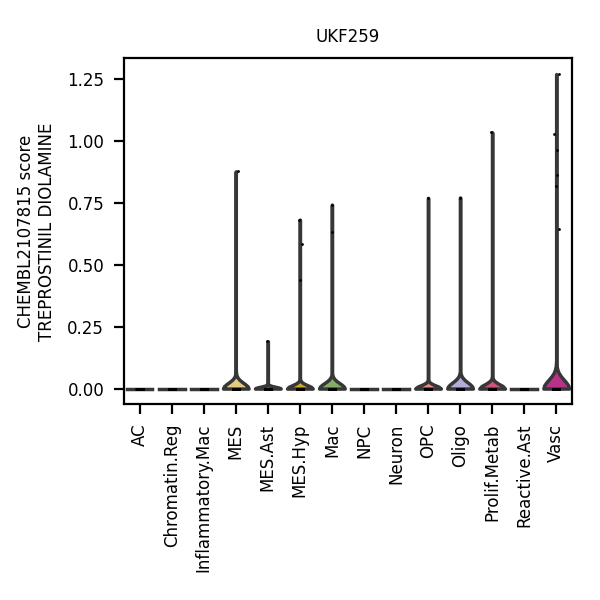 UKF259
CHEMBL2107815 score
TREPROSTINIL DIOLAMINE
1.25
1.00
0.75
0.50
0.25
0.00
AC
Chromatin.Reg
Inflammatory.Mac
MES
MES.Ast
MES.Hyp
Mac
NPC
Neuron
OPC
Oligo
Prolif.Metab
Reactive.Ast
Vasc